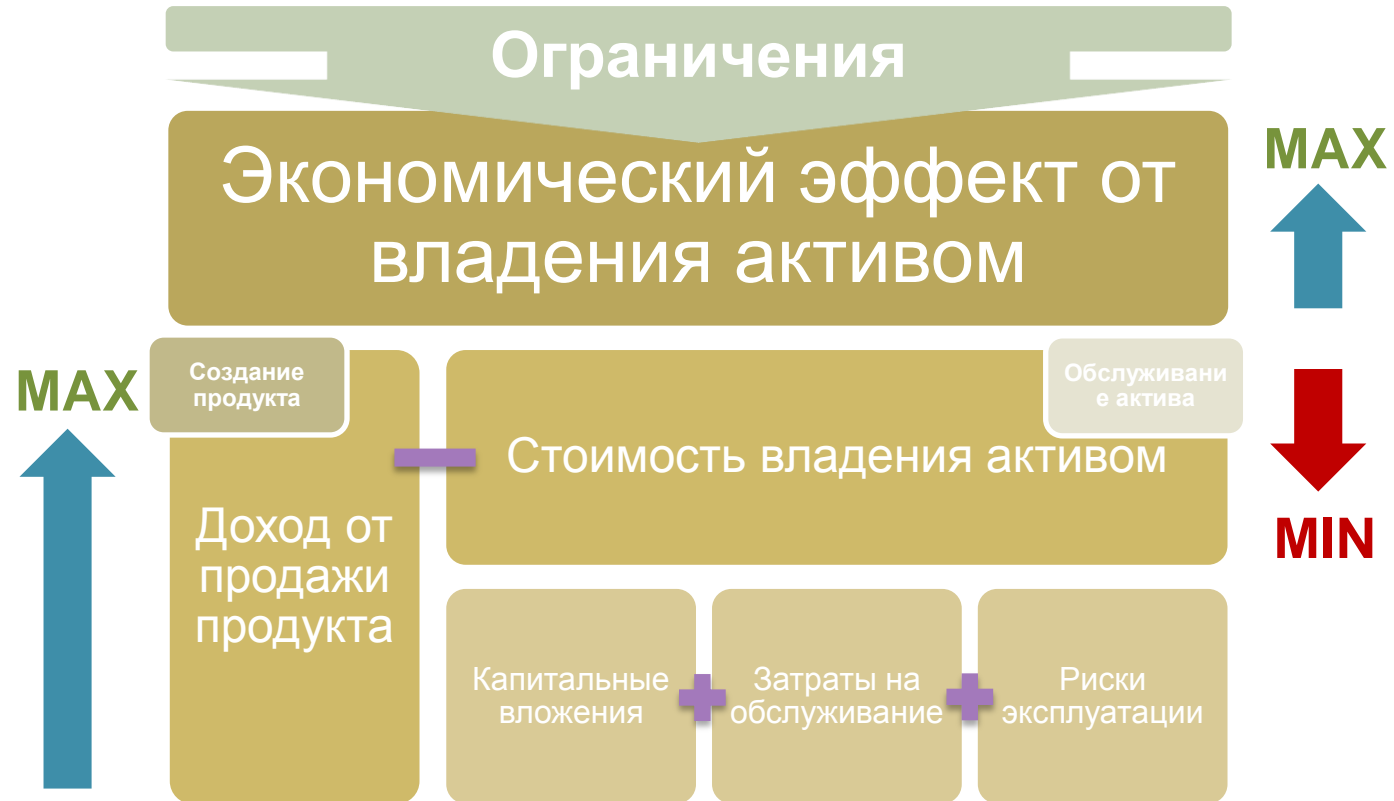 Ограничения
Экономический эффект от
владения активом
MAX
MAX
Создание
продукта
Обслуживани
е актива
Стоимость владения активом
MIN
Доход от
продажи
продукта
Капитальные
вложения
Затраты на
обслуживание
Риски
эксплуатации